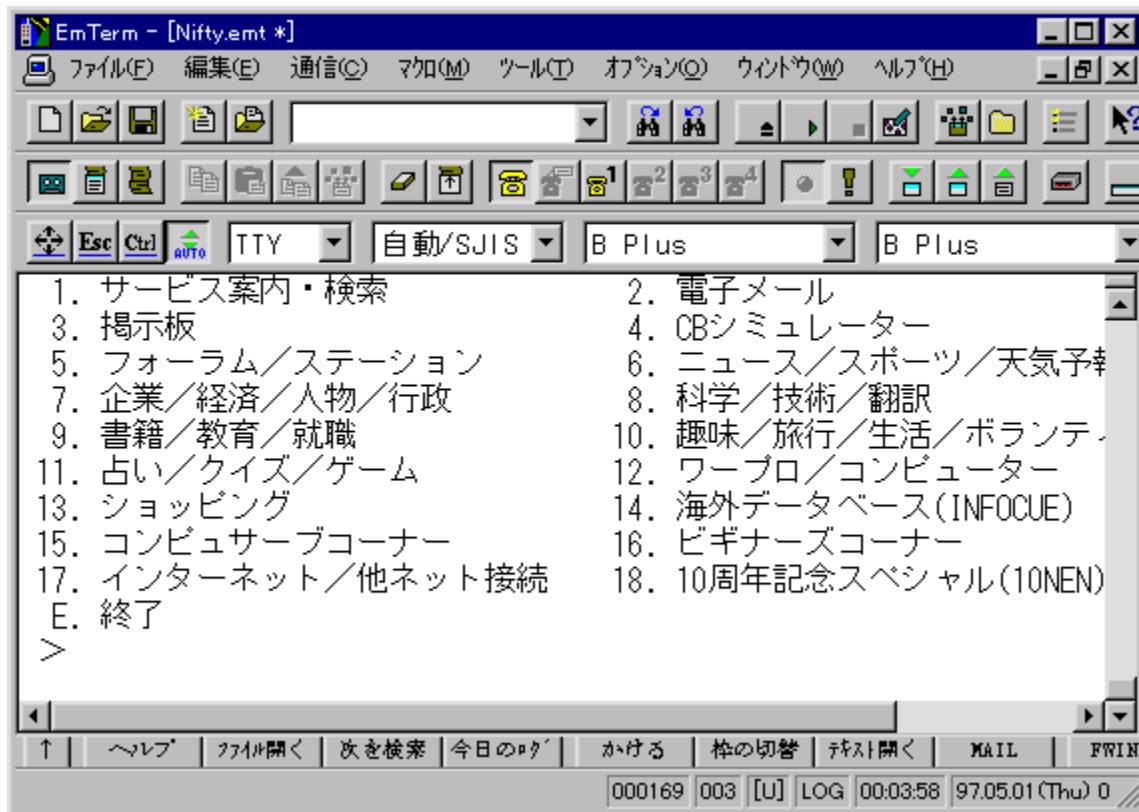 EmTerm - [Nifty.emt *]
ファイル(F) 編集(E) 通信(C) マクロ(M) ツール(T) オプション(O) ウィンドウ(W) ヘルプ(H)
1 2 3 4
Esc Ctrl AUTO TTY 自動/SJIS B Plus B Plus
1. サービス案内・検索 2. 電子メール
3. 掲示板 4. CBシミュレーター
5. フォーラム／ステーション 6. ニュース／スポーツ／天気予報
7. 企業／経済／人物／行政 8. 科学／技術／翻訳
9. 書籍／教育／就職 10. 趣味／旅行／生活／ボランティ
11. 占い／クイズ／ゲーム 12. ワープロ／コンピューター
13. ショッピング 14. 海外データベース(INFOCUE)
15. コンピュサーブコーナー 16. ビギナーズコーナー
17. インターネット／他ネット接続 18. 10周年記念スペシャル(10NEN)
E. 終了
>
↑ ヘルプ ファイル開く 次を検索 今日のログ かける 枠の切替 テキスト開く MAIL FWIN
000169 003 [U] LOG 00:03:58 97.05.01(Thu) 0